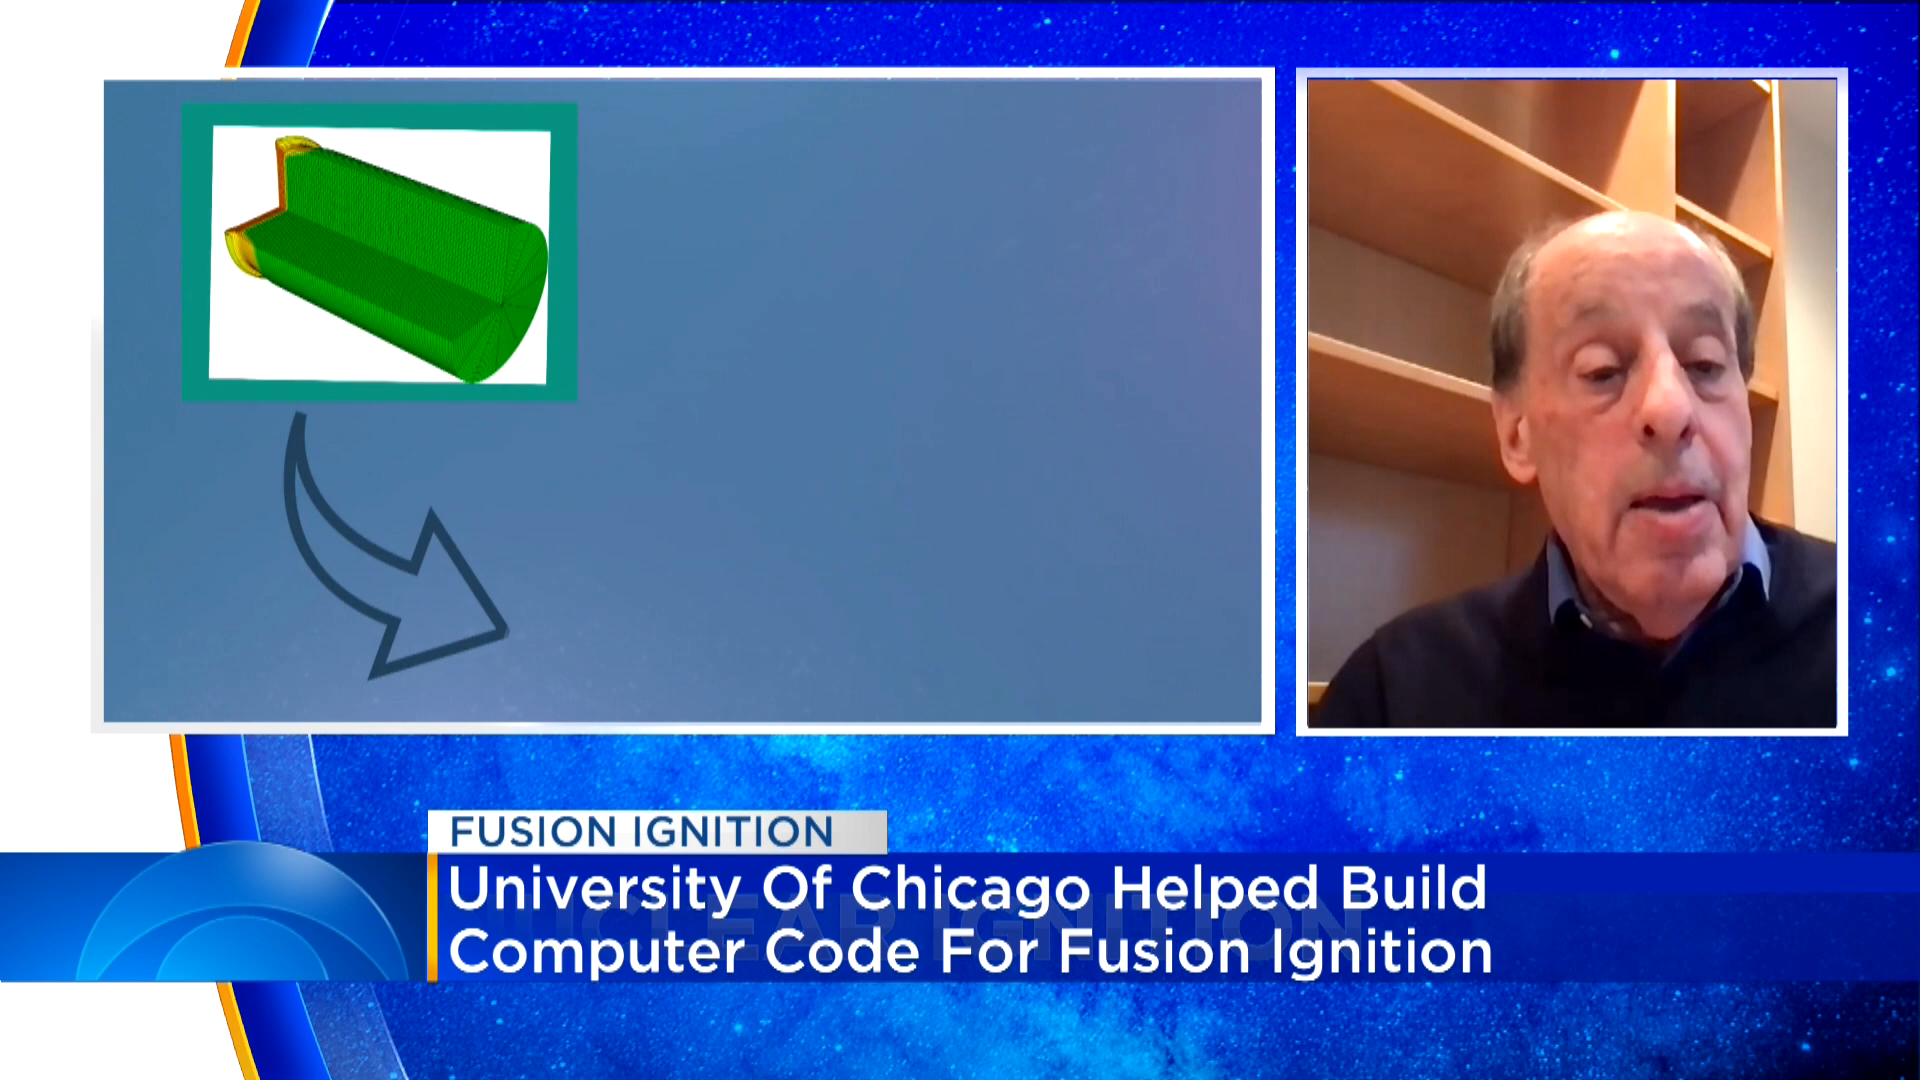 FUSION IGNITION
University Of Chicago Helped Build
Computer Code For Fusion Ignition